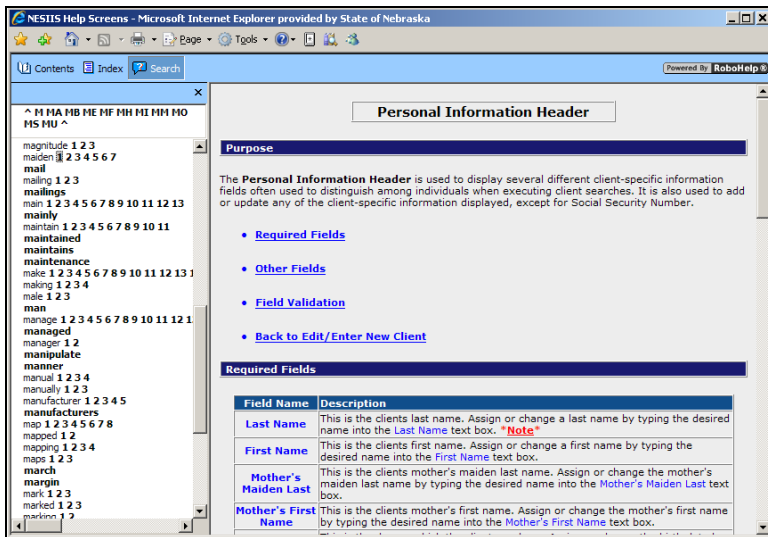 NESIIS Help Screens - Microsoft Internet Explorer provided by State of Nebraska
Page Tools
Contents Index Search
Powered By RoboHelp®
^ M MA MB ME MF MH MI MM MO
MS MU ^
magnitude 1 2 3
maiden 1 2 3 4 5 6 7
mail
mailing 1 2 3
mailings
main 1 2 3 4 5 6 7 8 9 10 11 12 13
mainly
maintain 1 2 3 4 5 6 7 8 9 10 11
maintained
maintains
maintenance
make 1 2 3 4 5 6 7 8 9 10 11 12 13 1
making 1 2 3 4
male 1 2 3
man
manage 1 2 3 4 5 6 7 8 9 10 11 12 1
managed
manager 1 2
manipulate
manner
manual 1 2 3 4
manually 1 2 3
manufacturer 1 2 3 4 5
manufacturers
map 1 2 3 4 5 6 7 8
mapped 1 2
mapping 1 2 3 4
maps 1 2 3
march
margin
mark 1 2 3
marked 1 2 3
marking 1 2
Personal Information Header
Purpose
The Personal Information Header is used to display several different client-specific information
fields often used to distinguish among individuals when executing client searches. It is also used to add
or update any of the client-specific information displayed, except for Social Security Number.
• Required Fields
• Other Fields
• Field Validation
• Back to Edit/Enter New Client
Required Fields
Field Name Description
Last Name This is the clients last name. Assign or change a last name by typing the desired
name into the Last Name text box. *Note*
First Name This is the clients first name. Assign or change a first name by typing the
desired name into the First Name text box.
Mother's Maiden Last This is the clients mother's maiden last name. Assign or change the mother's
maiden last name by typing the desired name into the Mother's Maiden Last text
box.
Mother's First Name This is the clients mother's first name. Assign or change the mother's first name
by typing the desired name into the Mother's First Name text box.